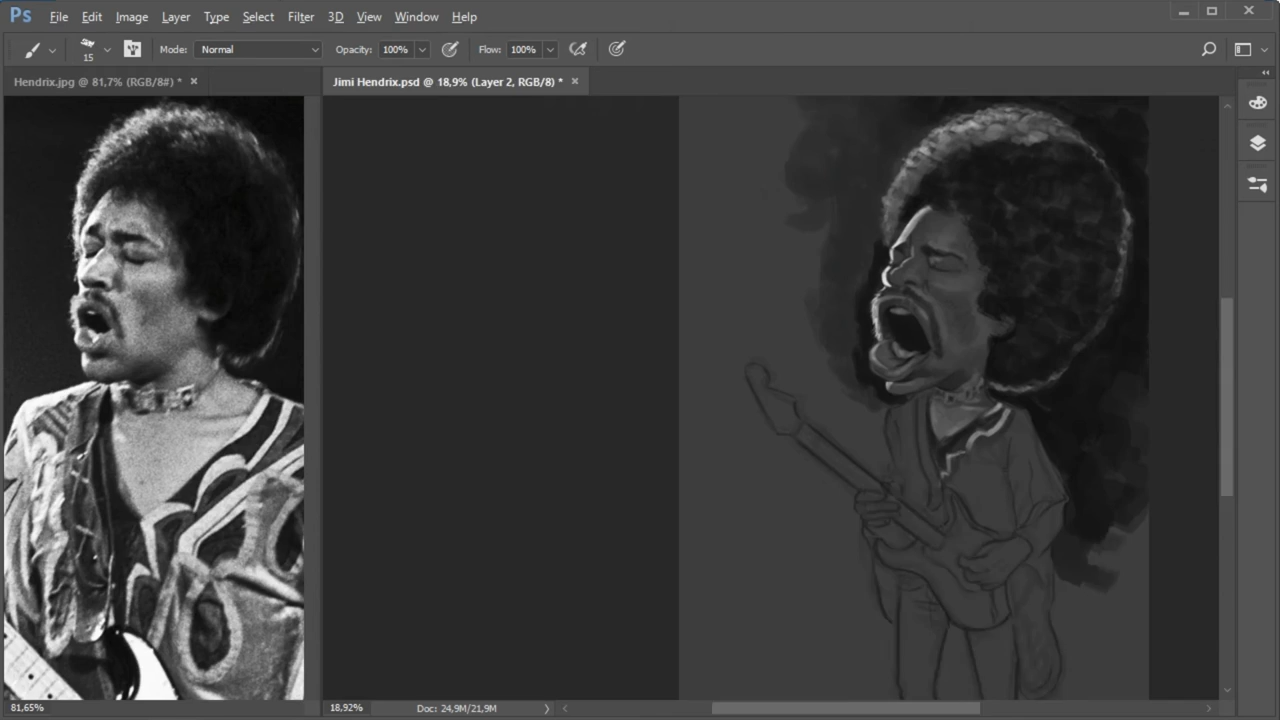 Ps File Edit Image Layer Type Select Filter 3D View Window Help
15 Mode: Normal Opacity: 100% Flow: 100%
Hendrix.jpg @ 81,7% (RGB/8#) * × Jimi Hendrix.psd @ 18,9% (Layer 2, RGB/8) * ×
81,65% 18,92% Doc: 24,9M/21,9M